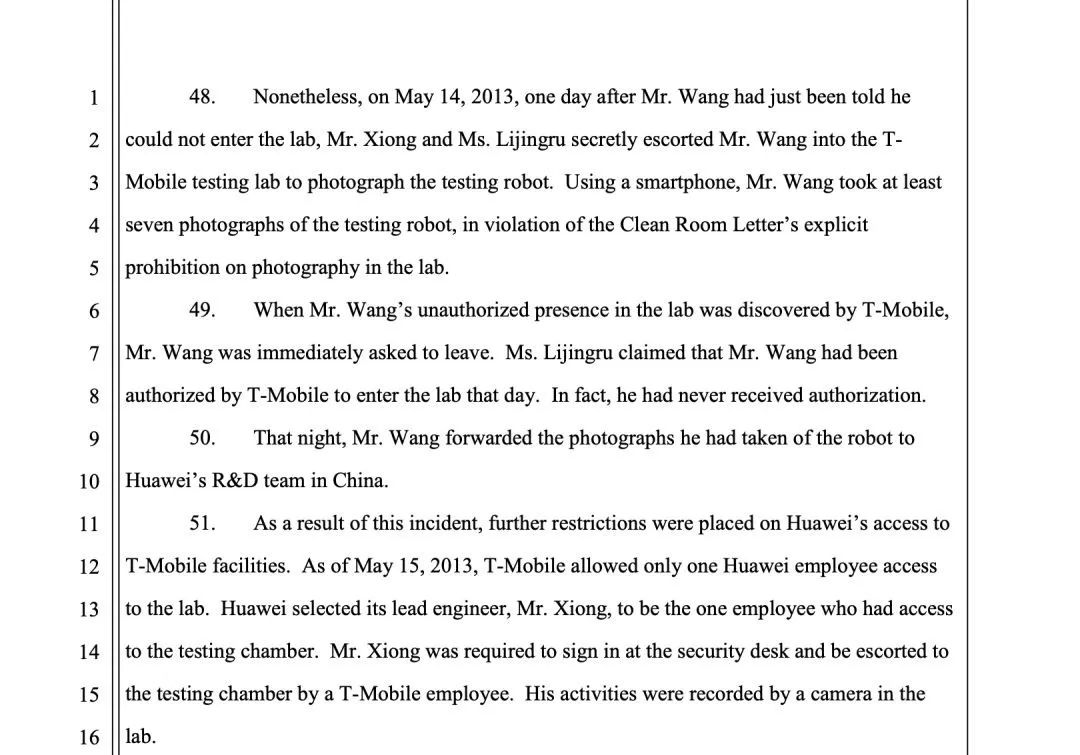 1 48. Nonetheless, on May 14, 2013, one day after Mr. Wang had just been told he
2 could not enter the lab, Mr. Xiong and Ms. Lijingru secretly escorted Mr. Wang into the T-
3 Mobile testing lab to photograph the testing robot. Using a smartphone, Mr. Wang took at least
4 seven photographs of the testing robot, in violation of the Clean Room Letter’s explicit
5 prohibition on photography in the lab.
6 49. When Mr. Wang’s unauthorized presence in the lab was discovered by T-Mobile,
7 Mr. Wang was immediately asked to leave. Ms. Lijingru claimed that Mr. Wang had been
8 authorized by T-Mobile to enter the lab that day. In fact, he had never received authorization.
9 50. That night, Mr. Wang forwarded the photographs he had taken of the robot to
10 Huawei’s R&D team in China.
11 51. As a result of this incident, further restrictions were placed on Huawei’s access to
12 T-Mobile facilities. As of May 15, 2013, T-Mobile allowed only one Huawei employee access
13 to the lab. Huawei selected its lead engineer, Mr. Xiong, to be the one employee who had access
14 to the testing chamber. Mr. Xiong was required to sign in at the security desk and be escorted to
15 the testing chamber by a T-Mobile employee. His activities were recorded by a camera in the
16 lab.